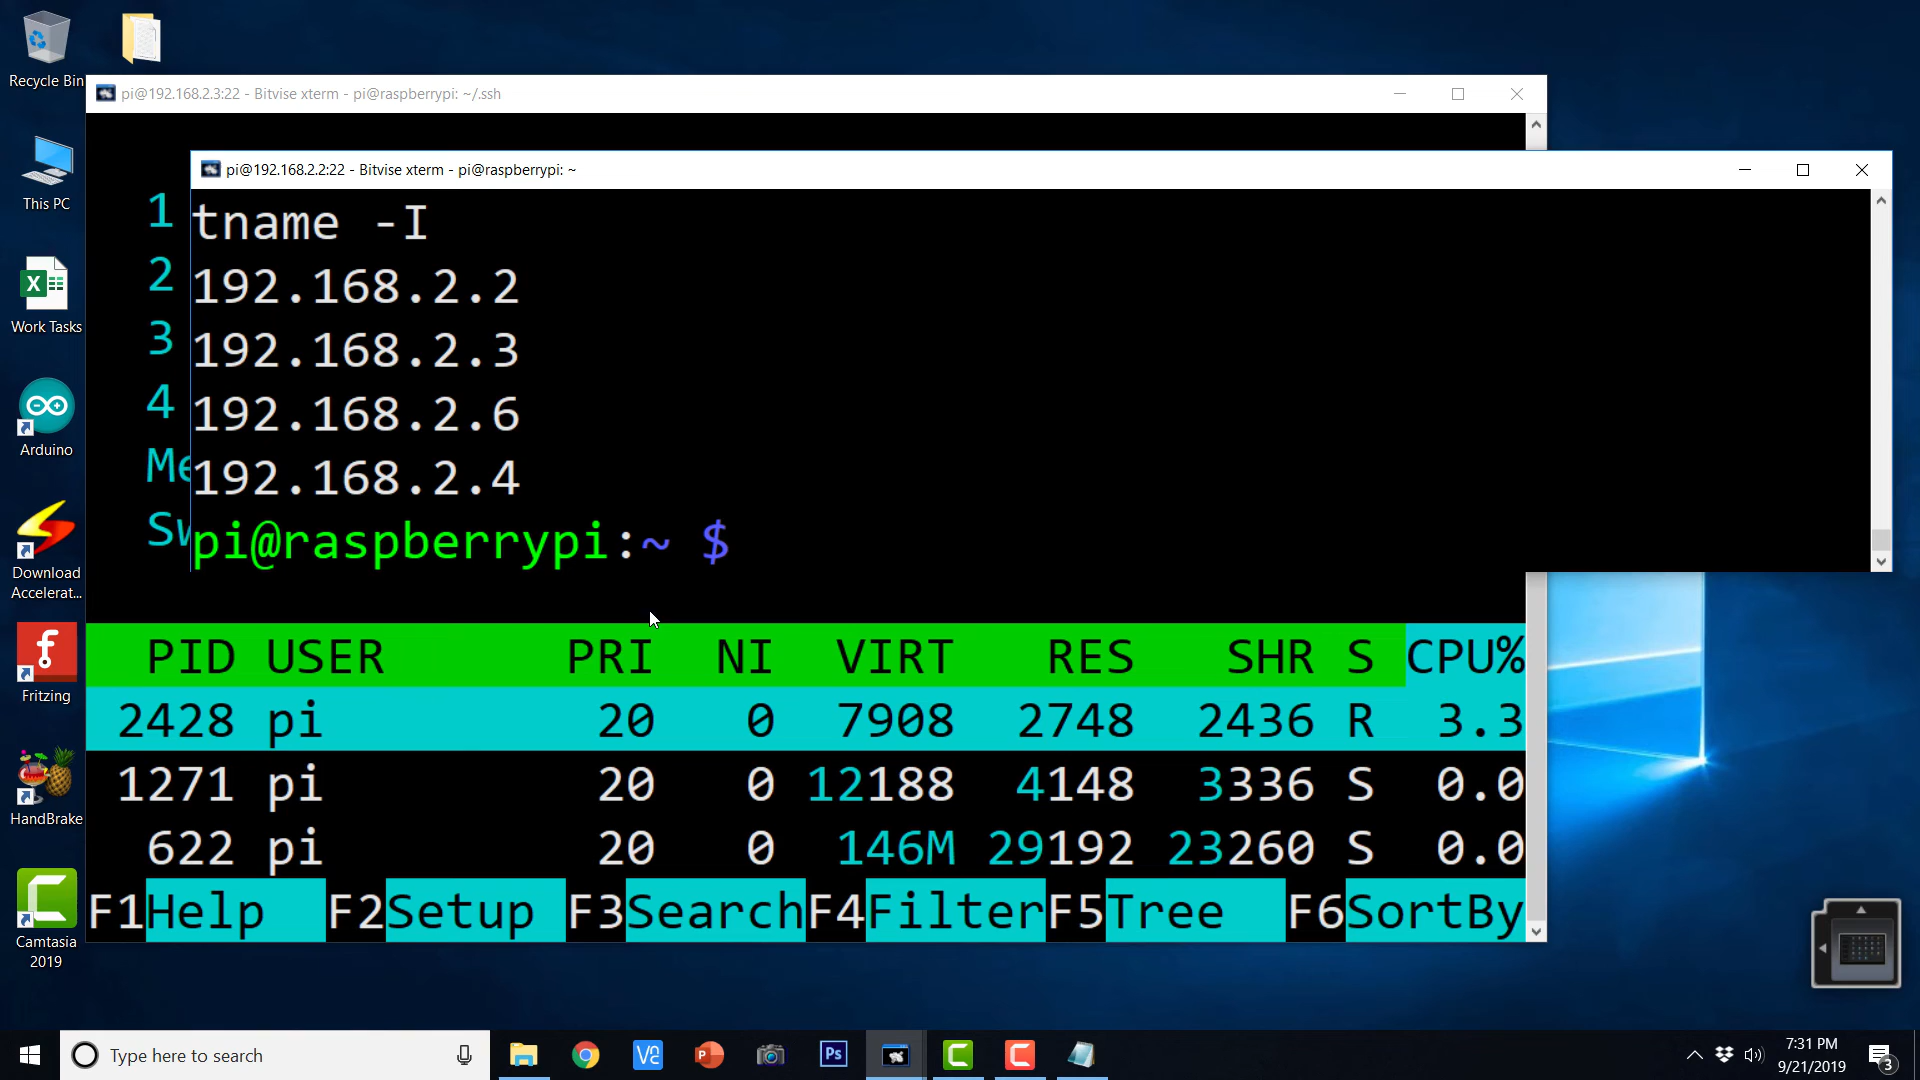 Recycle Bin
This PC
Work Tasks
Arduino
Download
Accelerat...
Fritzing
HandBrake
Camtasia
2019
pi@192.168.2.3:22 - Bitvise xterm - pi@raspberrypi: ~/.ssh
1
2
3
4
Me
Sw
pi@192.168.2.2:22 - Bitvise xterm - pi@raspberrypi: ~
tname -I
192.168.2.2
192.168.2.3
192.168.2.6
192.168.2.4
pi@raspberrypi:~ $
PID USER PRI NI VIRT RES SHR S CPU%
2428 pi 20 0 7908 2748 2436 R 3.3
1271 pi 20 0 12188 4148 3336 S 0.0
622 pi 20 0 146M 29192 23260 S 0.0
F1Help F2Setup F3SearchF4FilterF5Tree F6SortBy
Type here to search
Ps
7:31 PM
9/21/2019
3